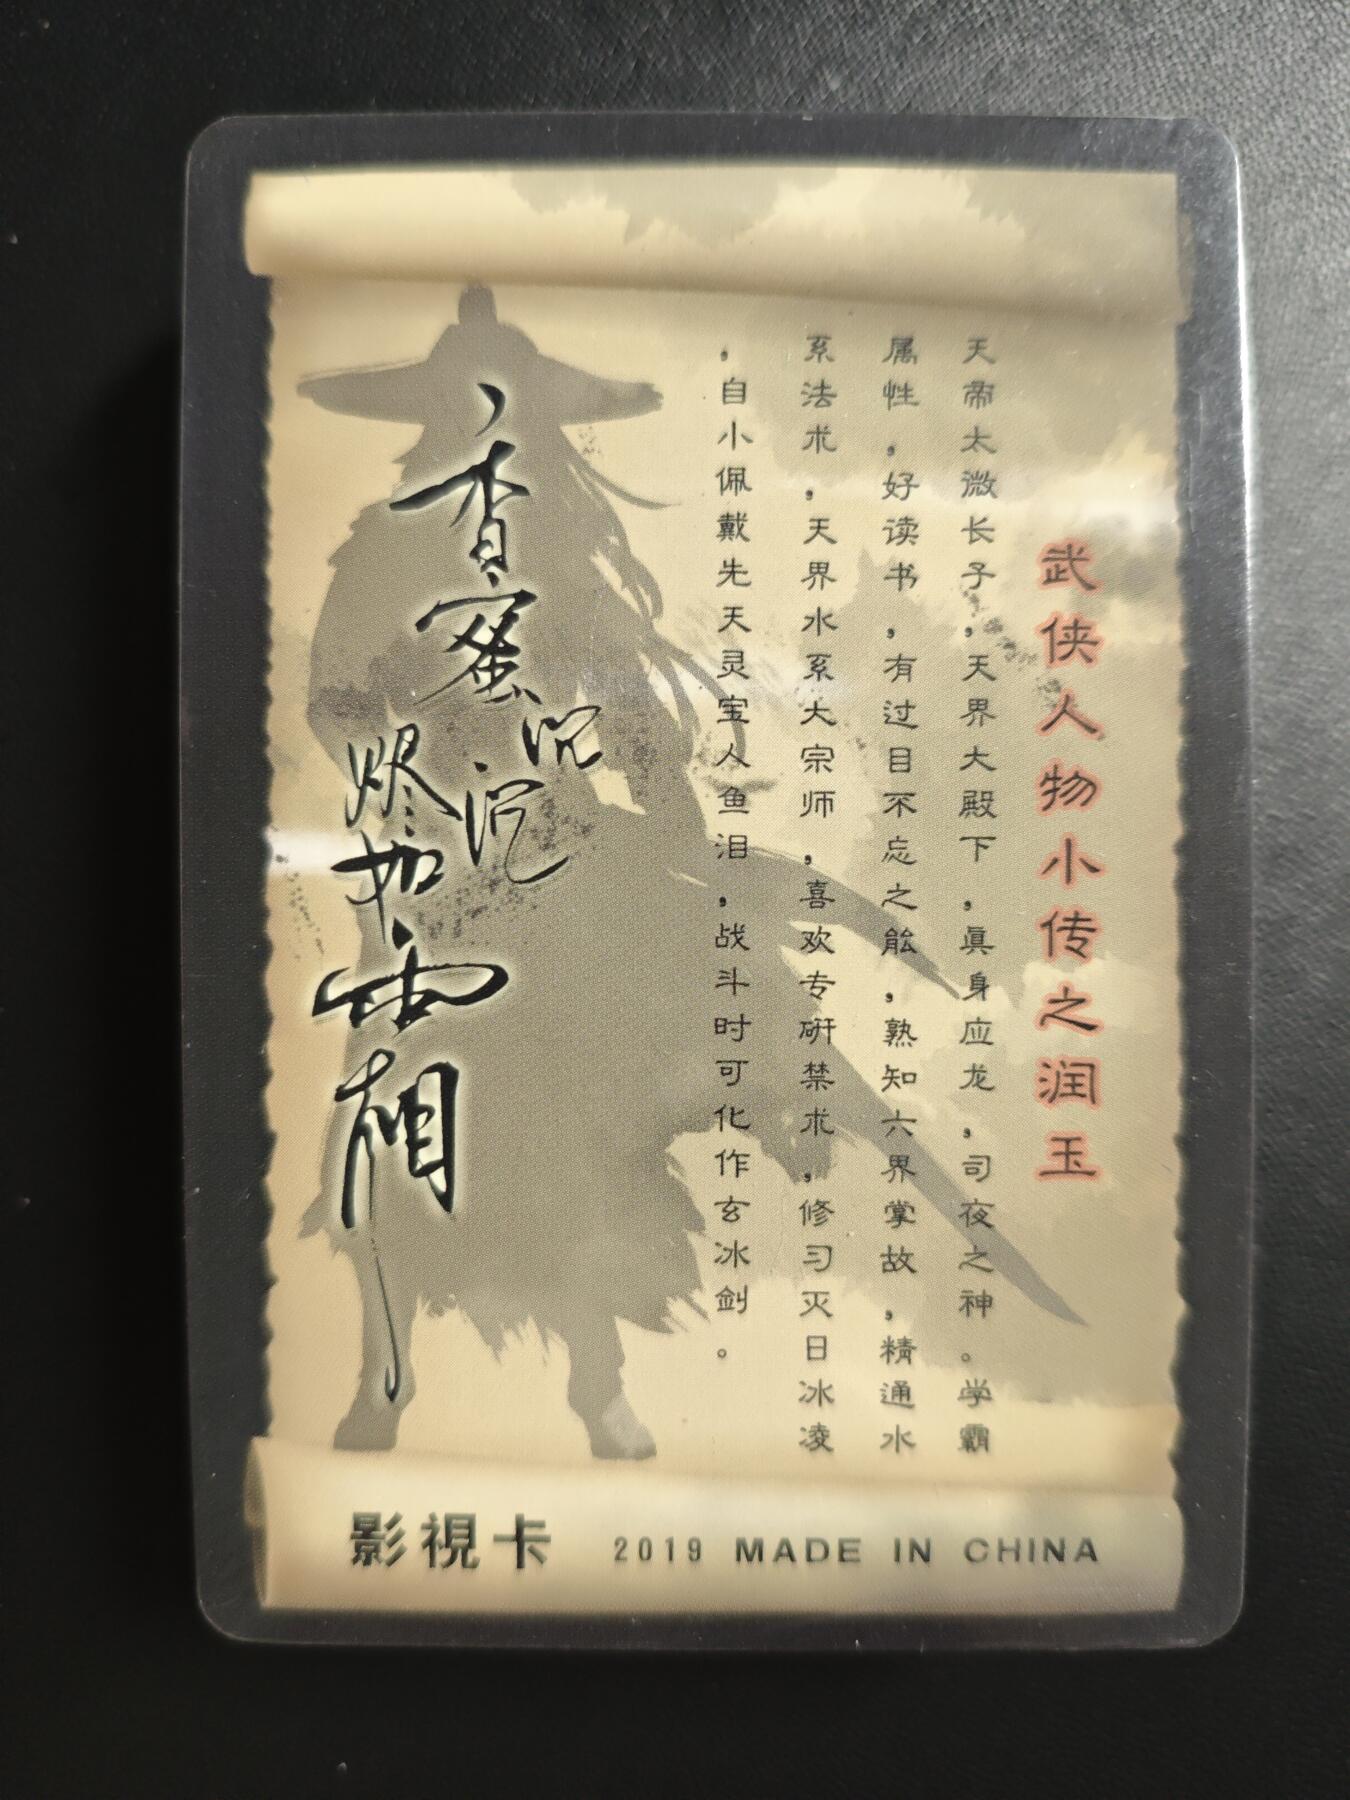 武侠人物小传之润玉
天帝太微长子，天界大殿下，真身应龙，司夜之神。学霸
属性，好读书，有过目不忘之能，熟知六界掌故，精通水
系法术，天界水系大宗师，喜欢专研禁术，修习灭日冰凌
，自小佩戴先天灵宝人鱼泪，战斗时可化作玄冰剑。
香蜜
沉沉
烬如霜
影視卡 2019 MADE IN CHINA